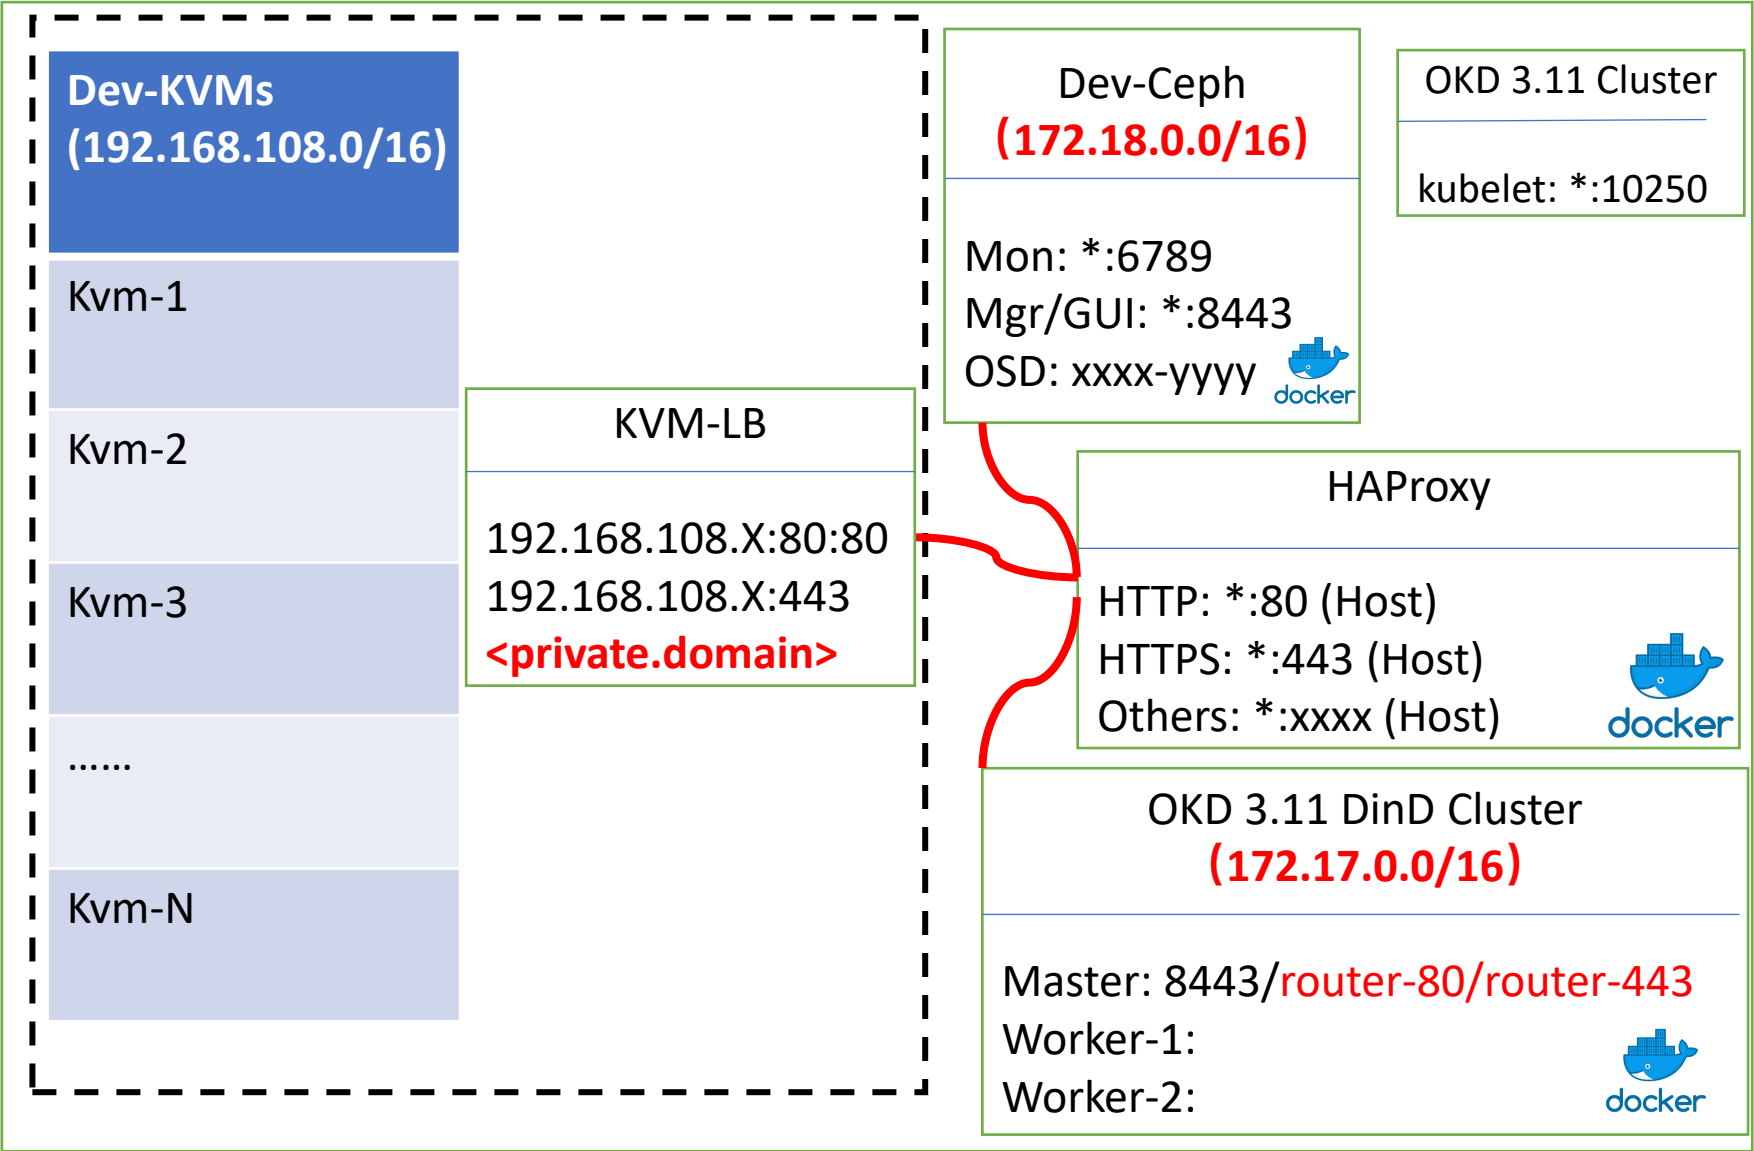 Dev-KVMs
(192.168.108.0/16)
Kvm-1
Kvm-2
Kvm-3
......
Kvm-N
KVM-LB
192.168.108.X:80:80
192.168.108.X:443
<private.domain>
Dev-Ceph
(172.18.0.0/16)
Mon: *:6789
Mgr/GUI: *:8443
OSD: xxxx-yyyy
docker
OKD 3.11 Cluster
kubelet: *:10250
HAProxy
HTTP: *:80 (Host)
HTTPS: *:443 (Host)
Others: *:xxxx (Host)
docker
OKD 3.11 DinD Cluster
(172.17.0.0/16)
Master: 8443/router-80/router-443
Worker-1:
Worker-2:
docker